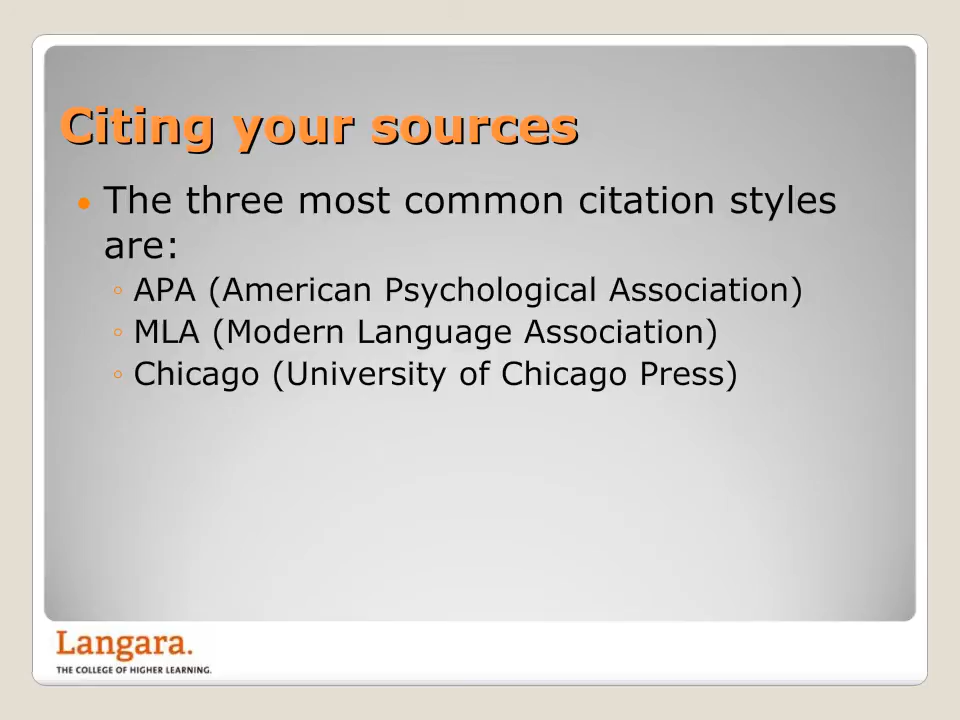 Citing your sources
• The three most common citation styles
are:
◦ APA (American Psychological Association)
◦ MLA (Modern Language Association)
◦ Chicago (University of Chicago Press)
Langara.
THE COLLEGE OF HIGHER LEARNING.